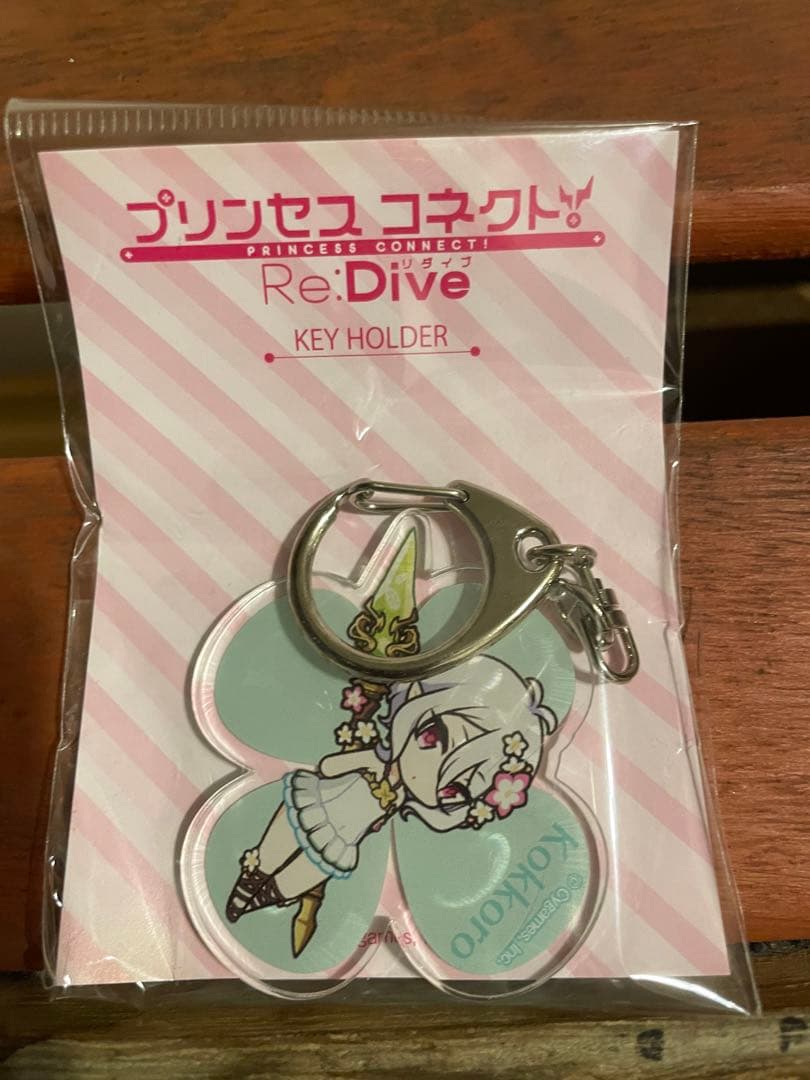 プリンセスコネクト!
PRINCESS CONNECT!
リダイブ
Re:Dive
KEY HOLDER
Kokkoro
© Cygames, Inc.
games,